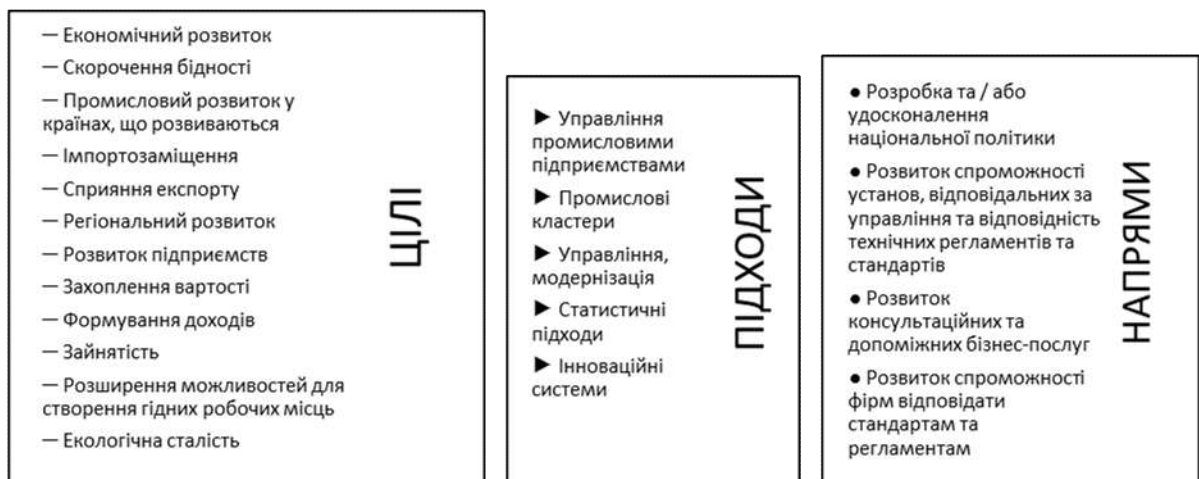 — Економічний розвиток
— Скорочення бідності
— Промисловий розвиток у
країнах, що розвиваються
— Імпортозаміщення
— Сприяння експорту
— Регіональний розвиток
— Розвиток підприємств
— Захоплення вартості
— Формування доходів
— Зайнятість
— Розширення можливостей для
створення гідних робочих місць
— Екологічна сталість
ЦІЛІ
► Управління
промисловими
підприємствами
► Промислові
кластери
► Управління,
модернізація
► Статистичні
підходи
► Інноваційні
системи
ПІДХОДИ
● Розробка та / або
удосконалення
національної політики
● Розвиток спроможності
установ, відповідальних за
управління та відповідність
технічних регламентів та
стандартів
● Розвиток
консультаційних та
допоміжних бізнес-послуг
● Розвиток спроможності
фірм відповідати
стандартам та
регламентам
НАПРЯМИ